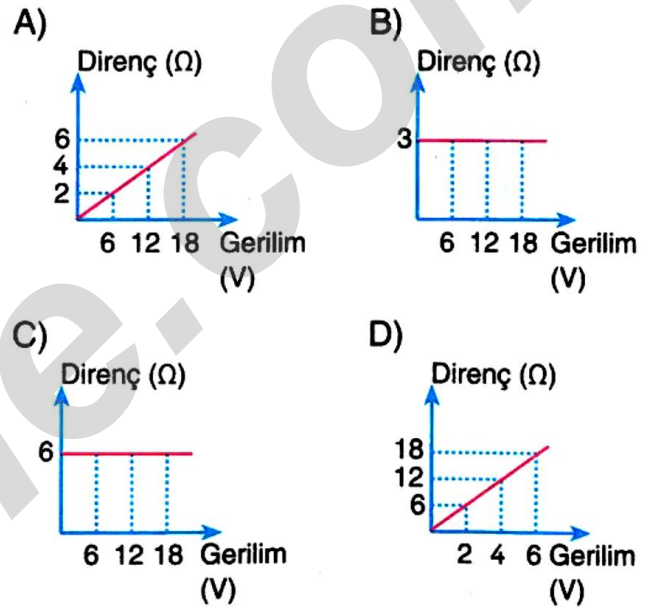 A)
Direnç (Ω)
6
4
2
6 12 18 Gerilim
(V)
B)
Direnç (Ω)
3
6 12 18 Gerilim
(V)
C)
Direnç (Ω)
6
6 12 18 Gerilim
(V)
D)
Direnç (Ω)
18
12
6
2 4 6 Gerilim
(V)